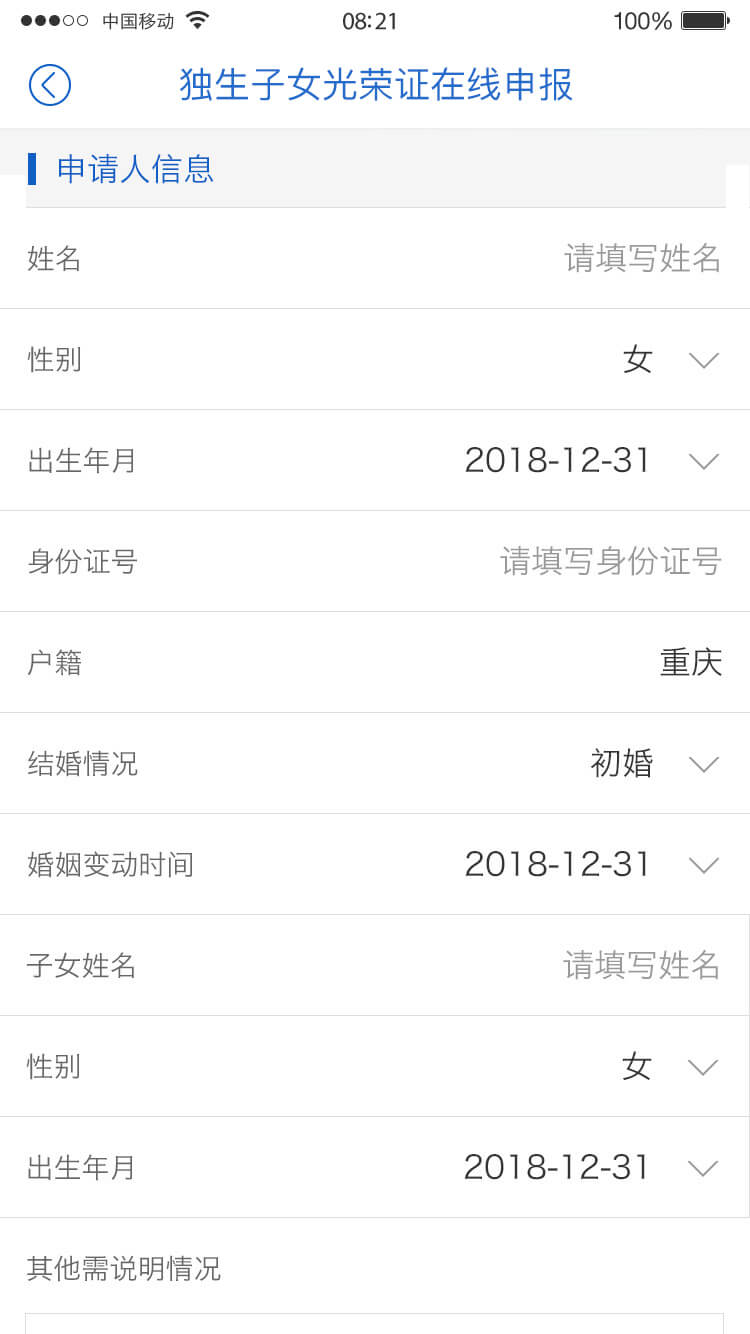 中国移动 08:21 100%
独生子女光荣证在线申报
申请人信息
姓名 请填写姓名
性别 女
出生年月 2018-12-31
身份证号 请填写身份证号
户籍 重庆
结婚情况 初婚
婚姻变动时间 2018-12-31
子女姓名 请填写姓名
性别 女
出生年月 2018-12-31
其他需说明情况